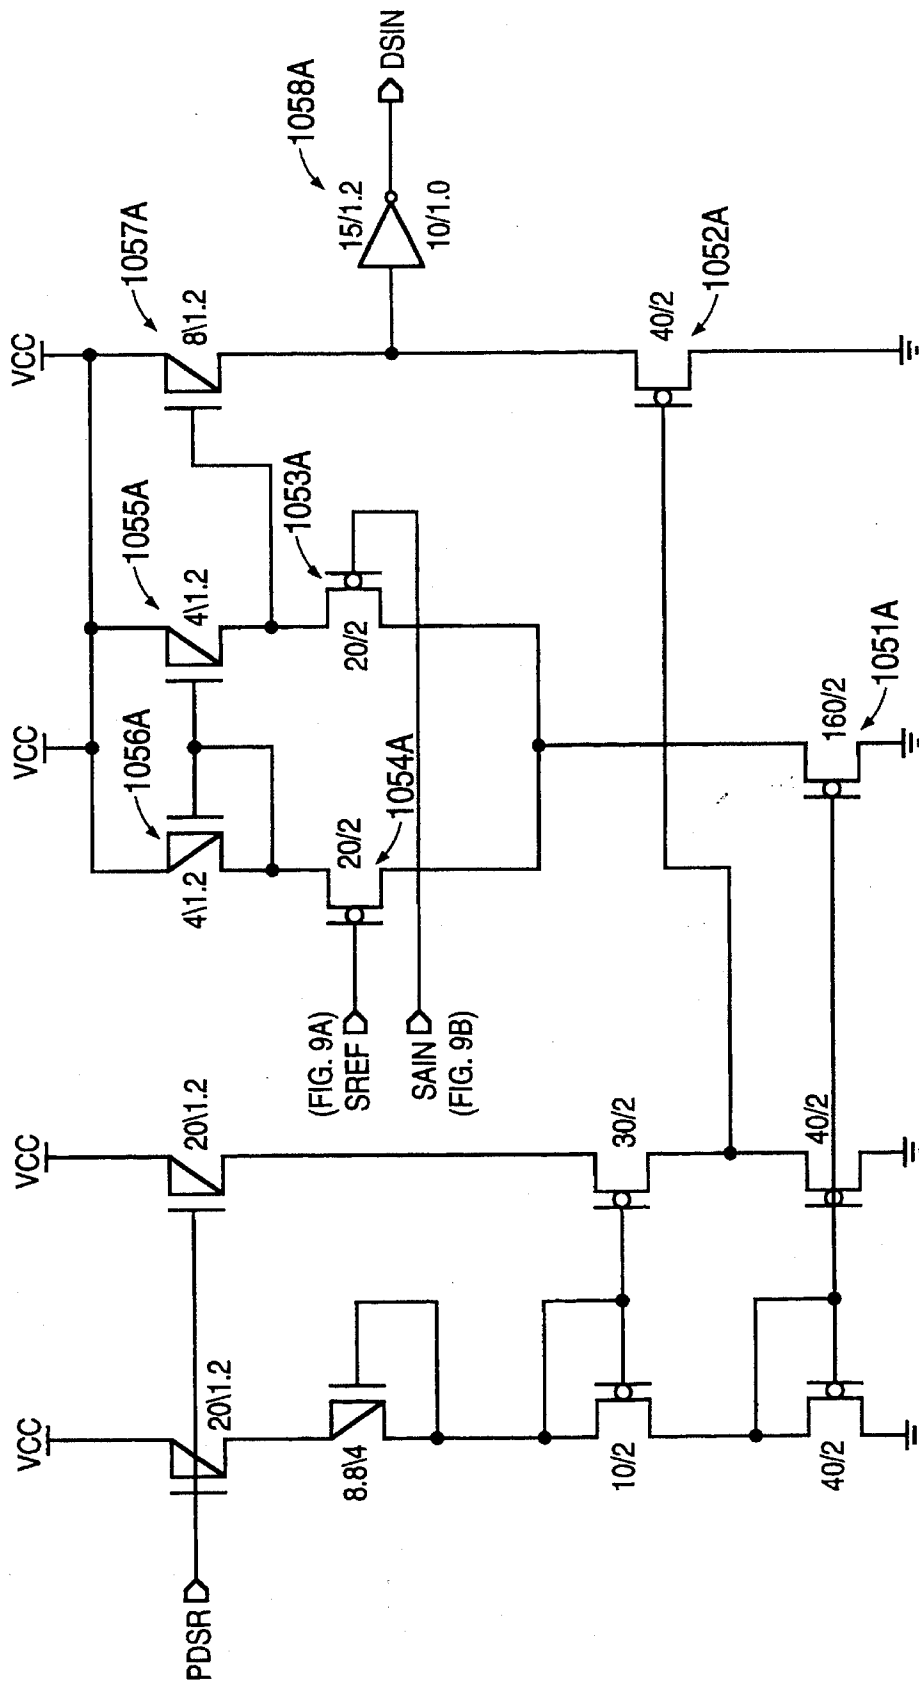 VCC
VCC
VCC
VCC
1056A
1055A
1057A
4\1.2
4\1.2
8\1.2
20\1.2
20\1.2
PDSR
(FIG. 9A)
SREF
SAIN
(FIG. 9B)
20/2
1054A
20/2
1053A
15/1.2
10/1.0
1058A
DSIN
8.8\4
10/2
30/2
40/2
1052A
40/2
40/2
160/2
1051A